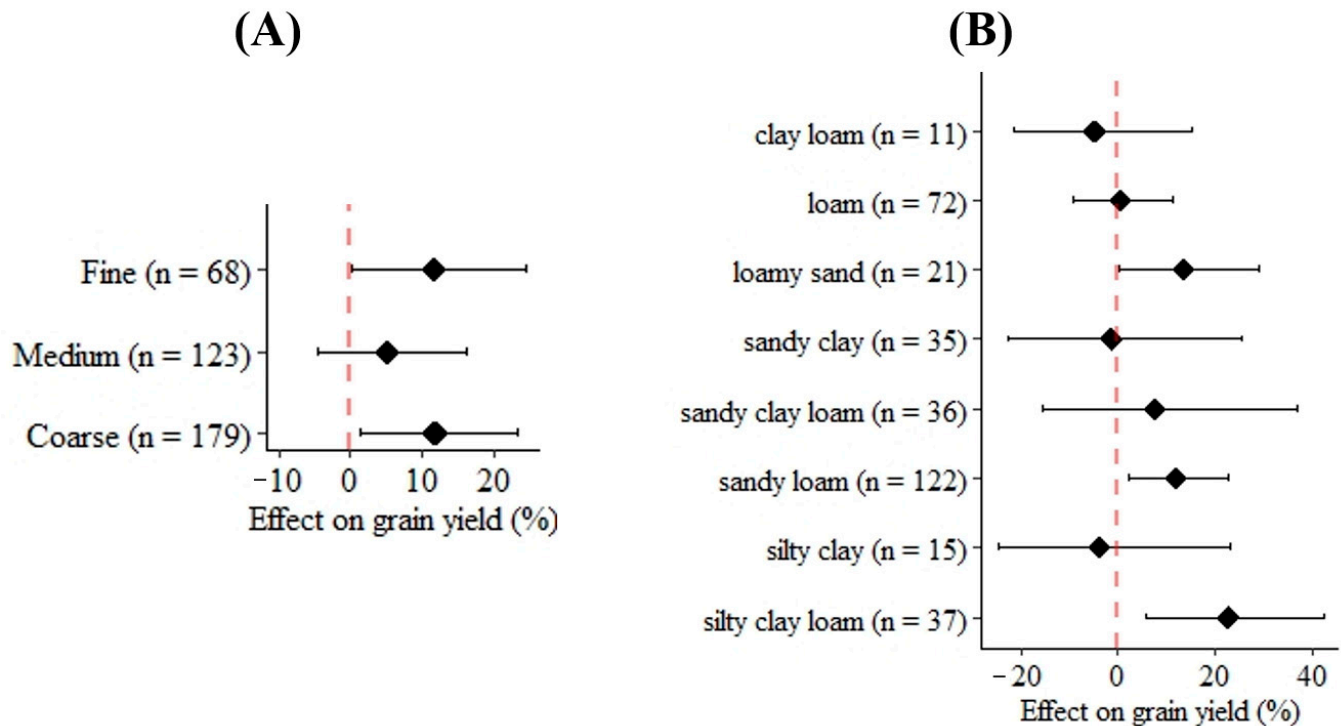 (A)
Fine (n = 68)
Medium (n = 123)
Coarse (n = 179)
−10 0 10 20
Effect on grain yield (%)
(B)
clay loam (n = 11)
loam (n = 72)
loamy sand (n = 21)
sandy clay (n = 35)
sandy clay loam (n = 36)
sandy loam (n = 122)
silty clay (n = 15)
silty clay loam (n = 37)
−20 0 20 40
Effect on grain yield (%)